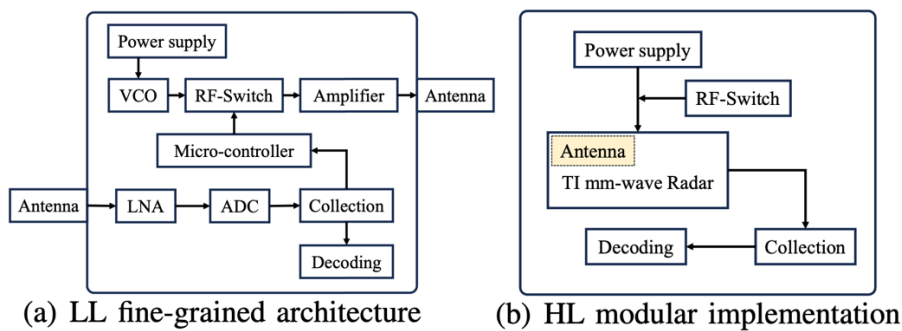 Power supply
VCO
RF-Switch
Amplifier
Antenna
Micro-controller
Antenna
LNA
ADC
Collection
Decoding
(a) LL fine-grained architecture
Power supply
RF-Switch
Antenna
TI mm-wave Radar
Decoding
Collection
(b) HL modular implementation